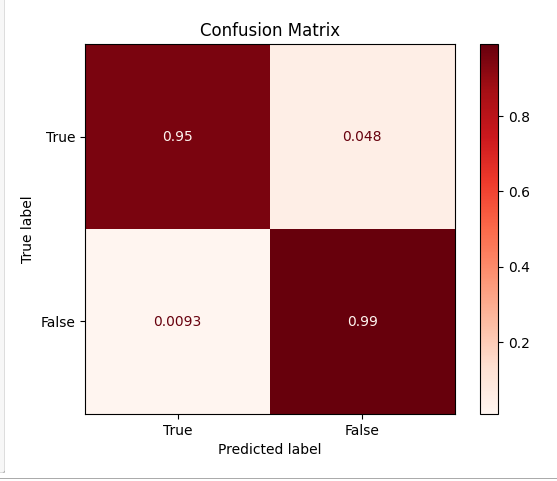 Confusion Matrix
True label
True
0.95
0.048
False
0.0093
0.99
True
False
Predicted label
0.8
0.6
0.4
0.2